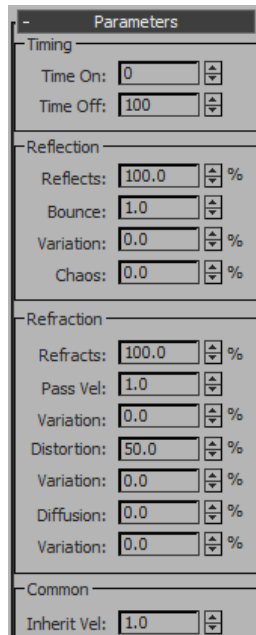 - Parameters
Timing
Time On: 0
Time Off: 100
Reflection
Reflects: 100.0 %
Bounce: 1.0
Variation: 0.0 %
Chaos: 0.0 %
Refraction
Refracts: 100.0 %
Pass Vel: 1.0
Variation: 0.0 %
Distortion: 50.0 %
Variation: 0.0 %
Diffusion: 0.0 %
Variation: 0.0 %
Common
Inherit Vel: 1.0